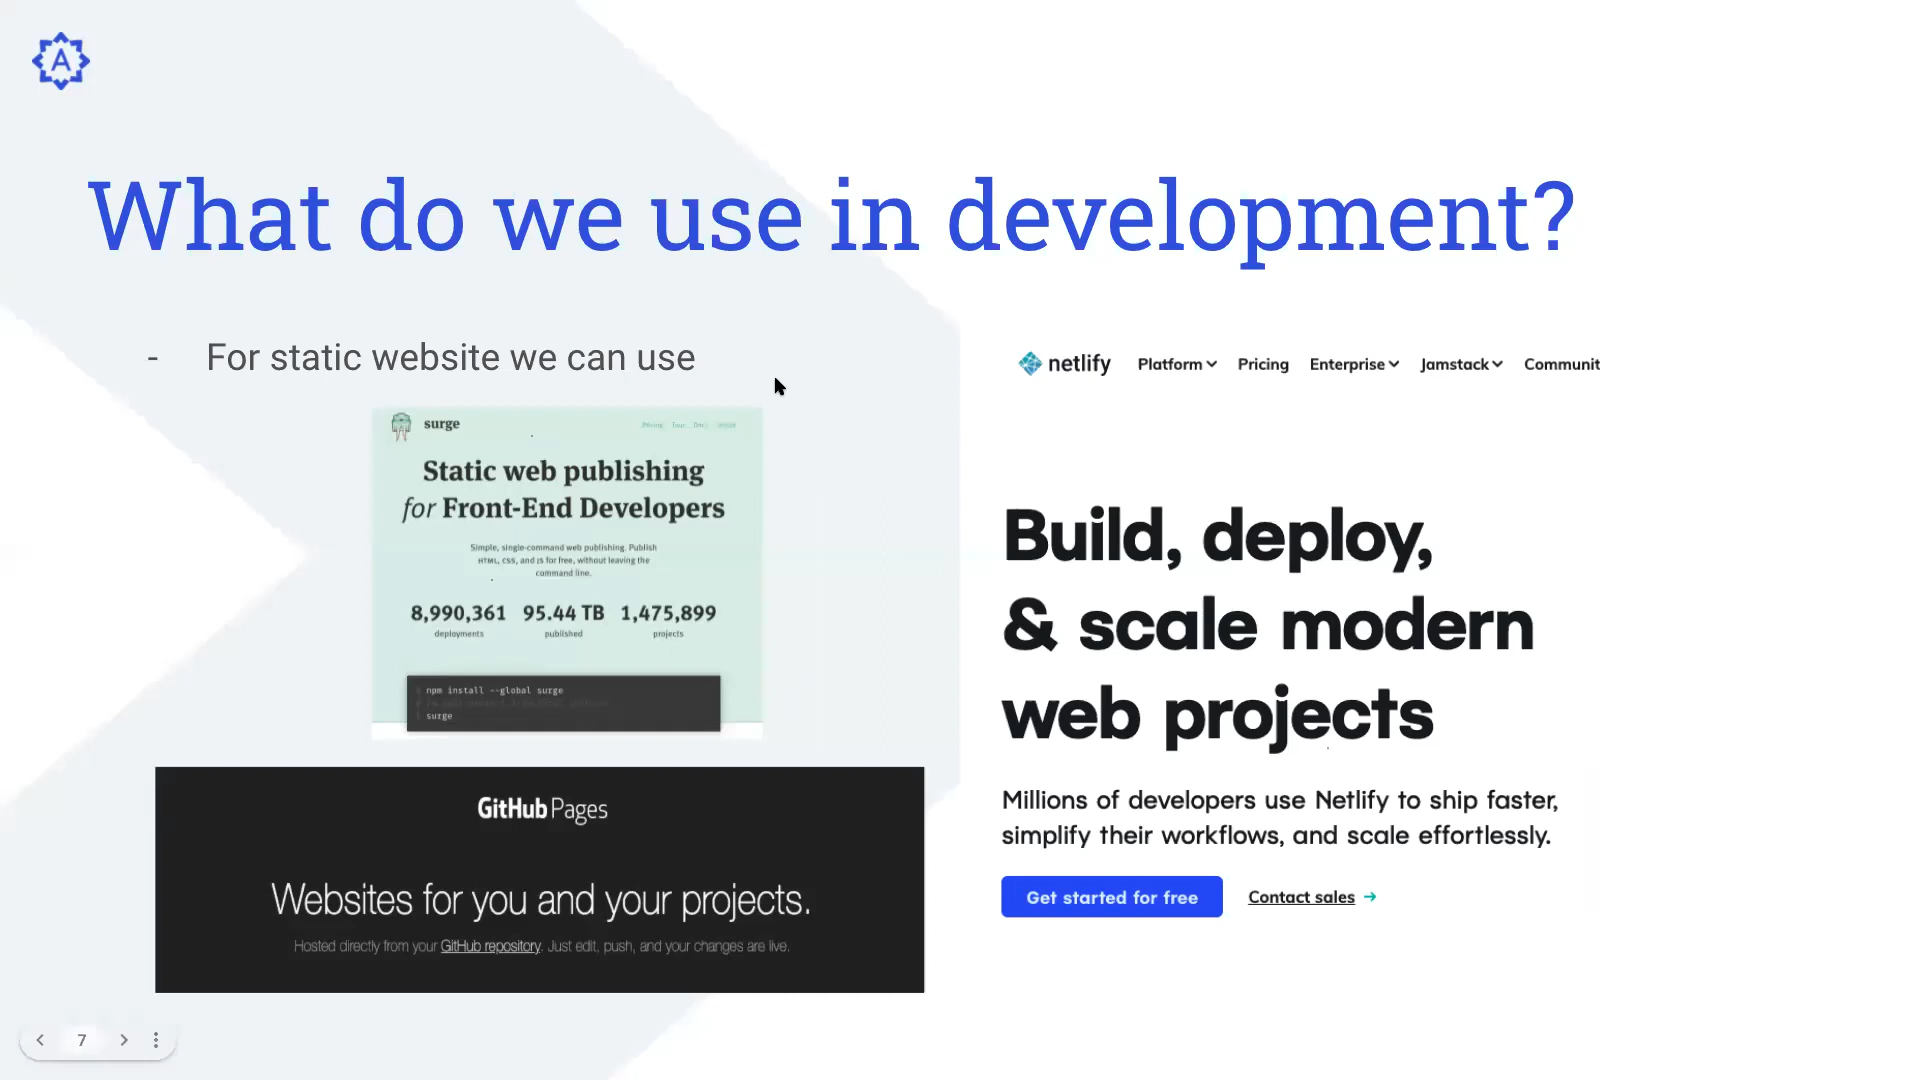 A
What do we use in development?
- For static website we can use
surge
Pricing Tour
Static web publishing
for Front-End Developers
Simple, single-command web publishing. Publish
HTML, CSS, and JS for free, without leaving the
command line.
8,990,361 95.44 TB 1,475,899
deployments published projects
npm install --global surge
surge
GitHub Pages
Websites for you and your projects.
Hosted directly from your GitHub repository. Just edit, push, and your changes are live.
netlify Platform Pricing Enterprise Jamstack Communit
Build, deploy,
& scale modern
web projects
Millions of developers use Netlify to ship faster,
simplify their workflows, and scale effortlessly.
Get started for free Contact sales →
7